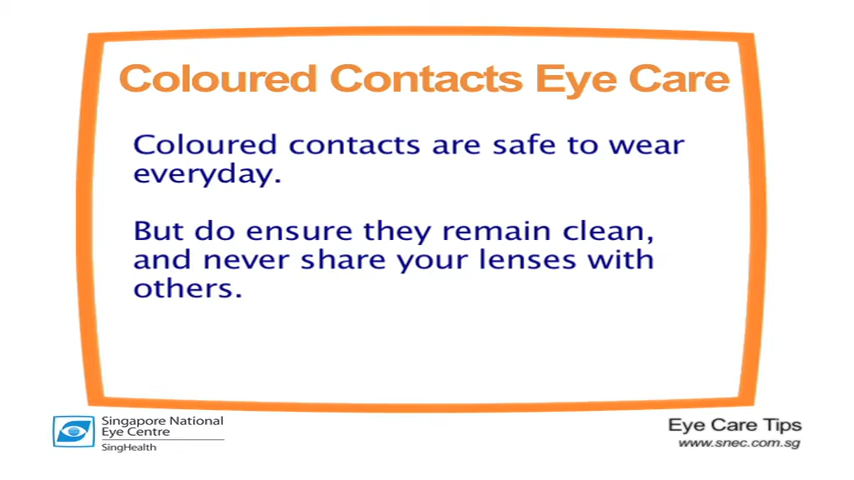 Coloured Contacts Eye Care
Coloured contacts are safe to wear
everyday.
But do ensure they remain clean,
and never share your lenses with
others.
Singapore National
Eye Centre
SingHealth
Eye Care Tips
www.snec.com.sg